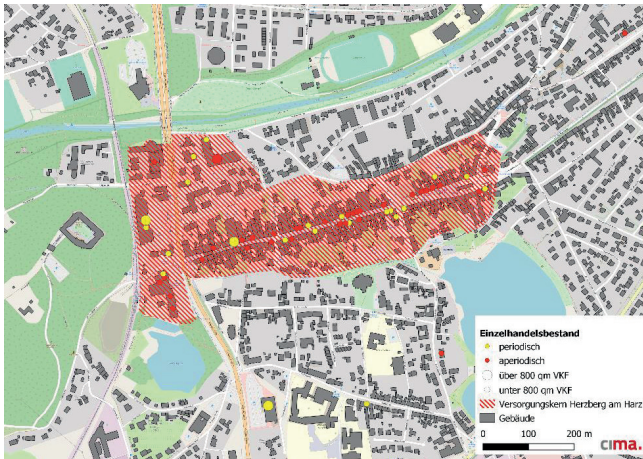 Einzelhandelsbestand
periodisch
aperiodisch
über 800 qm VKF
unter 800 qm VKF
Versorgungskern Herzberg am Harz
Gebäude
0 100 200 m
cima.